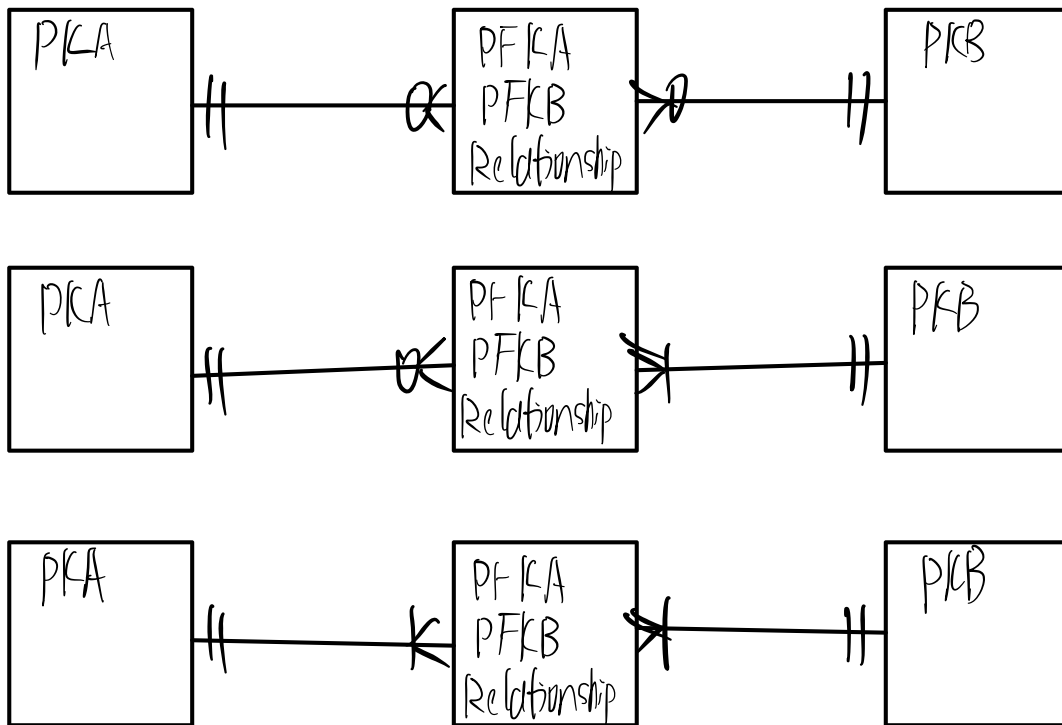 PKA
PFKA
PFKB
Relationship
PKB
PKA
PFKA
PFKB
Relationship
PKB
PKA
PFKA
PFKB
Relationship
PKB